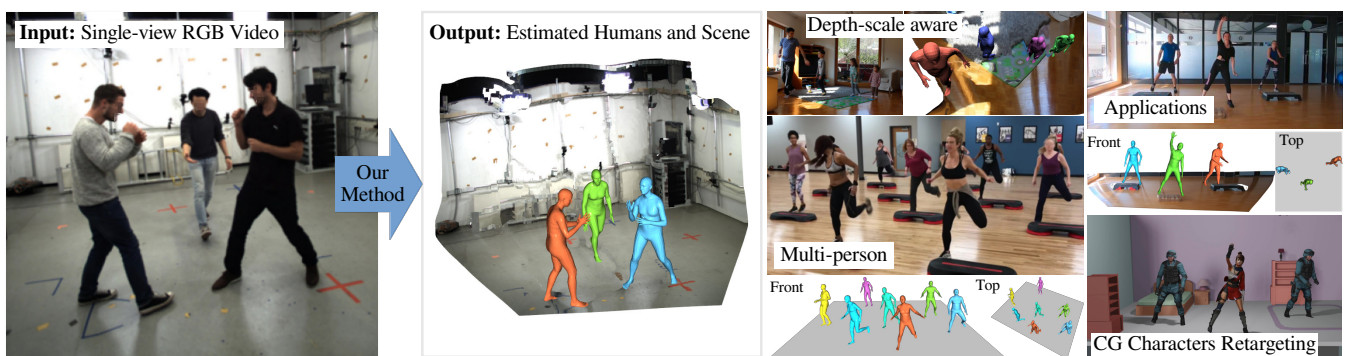 Input: Single-view RGB Video
Our
Method
Output: Estimated Humans and Scene
Depth-scale aware
Multi-person
Front
Top
Applications
Front
Top
CG Characters Retargeting